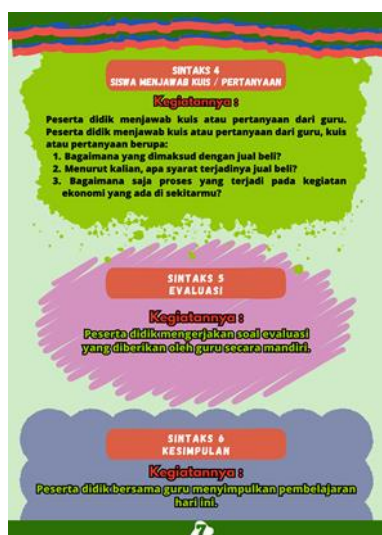 SINTAKS 4
SISWA MENJAWAB KUIS / PERTANYAAN
Kegiatannya :
Peserta didik menjawab kuis atau pertanyaan dari guru.
Peserta didik menjawab kuis atau pertanyaan dari guru, kuis
atau pertanyaan berupa:
1. Bagaimana yang dimaksud dengan jual beli?
2. Menurut kalian, apa syarat terjadinya jual beli?
3. Bagaimana saja proses yang terjadi pada kegiatan
ekonomi yang ada di sekitarmu?
SINTAKS 5
EVALUASI
Kegiatannya :
Peserta didik mengerjakan soal evaluasi
yang diberikan oleh guru secara mandiri.
SINTAKS 6
KESIMPULAN
Kegiatannya :
Peserta didik bersama guru menyimpulkan pembelajaran
hari ini.
7